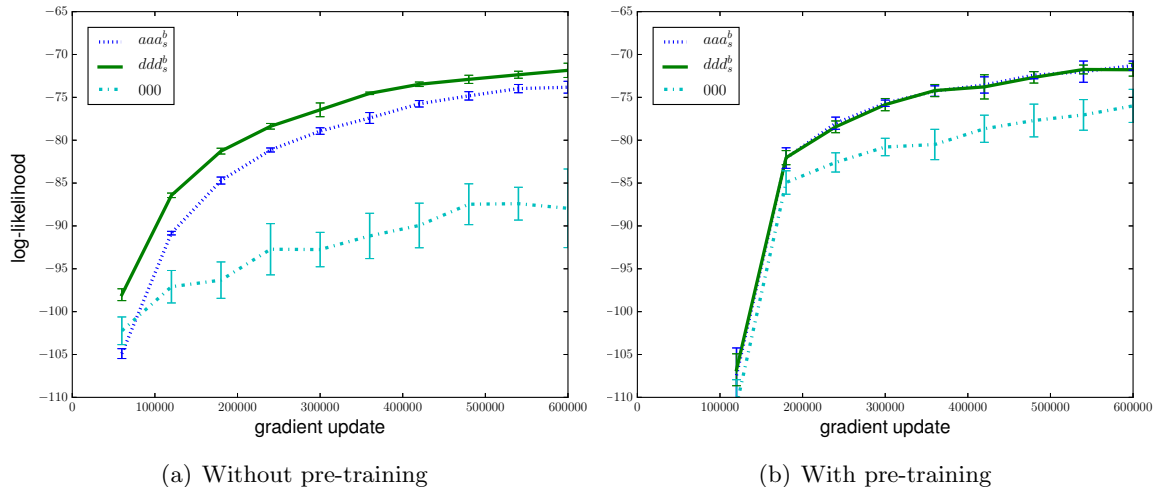 −65
−70
−75
−80
−85
−90
−95
−100
−105
−110
log-likelihood
aaa_s^b
ddd_s^b
000
0 100000 200000 300000 400000 500000 600000
gradient update
(a) Without pre-training
−65
−70
−75
−80
−85
−90
−95
−100
−105
−110
aaa_s^b
ddd_s^b
000
0 100000 200000 300000 400000 500000 600000
gradient update
(b) With pre-training